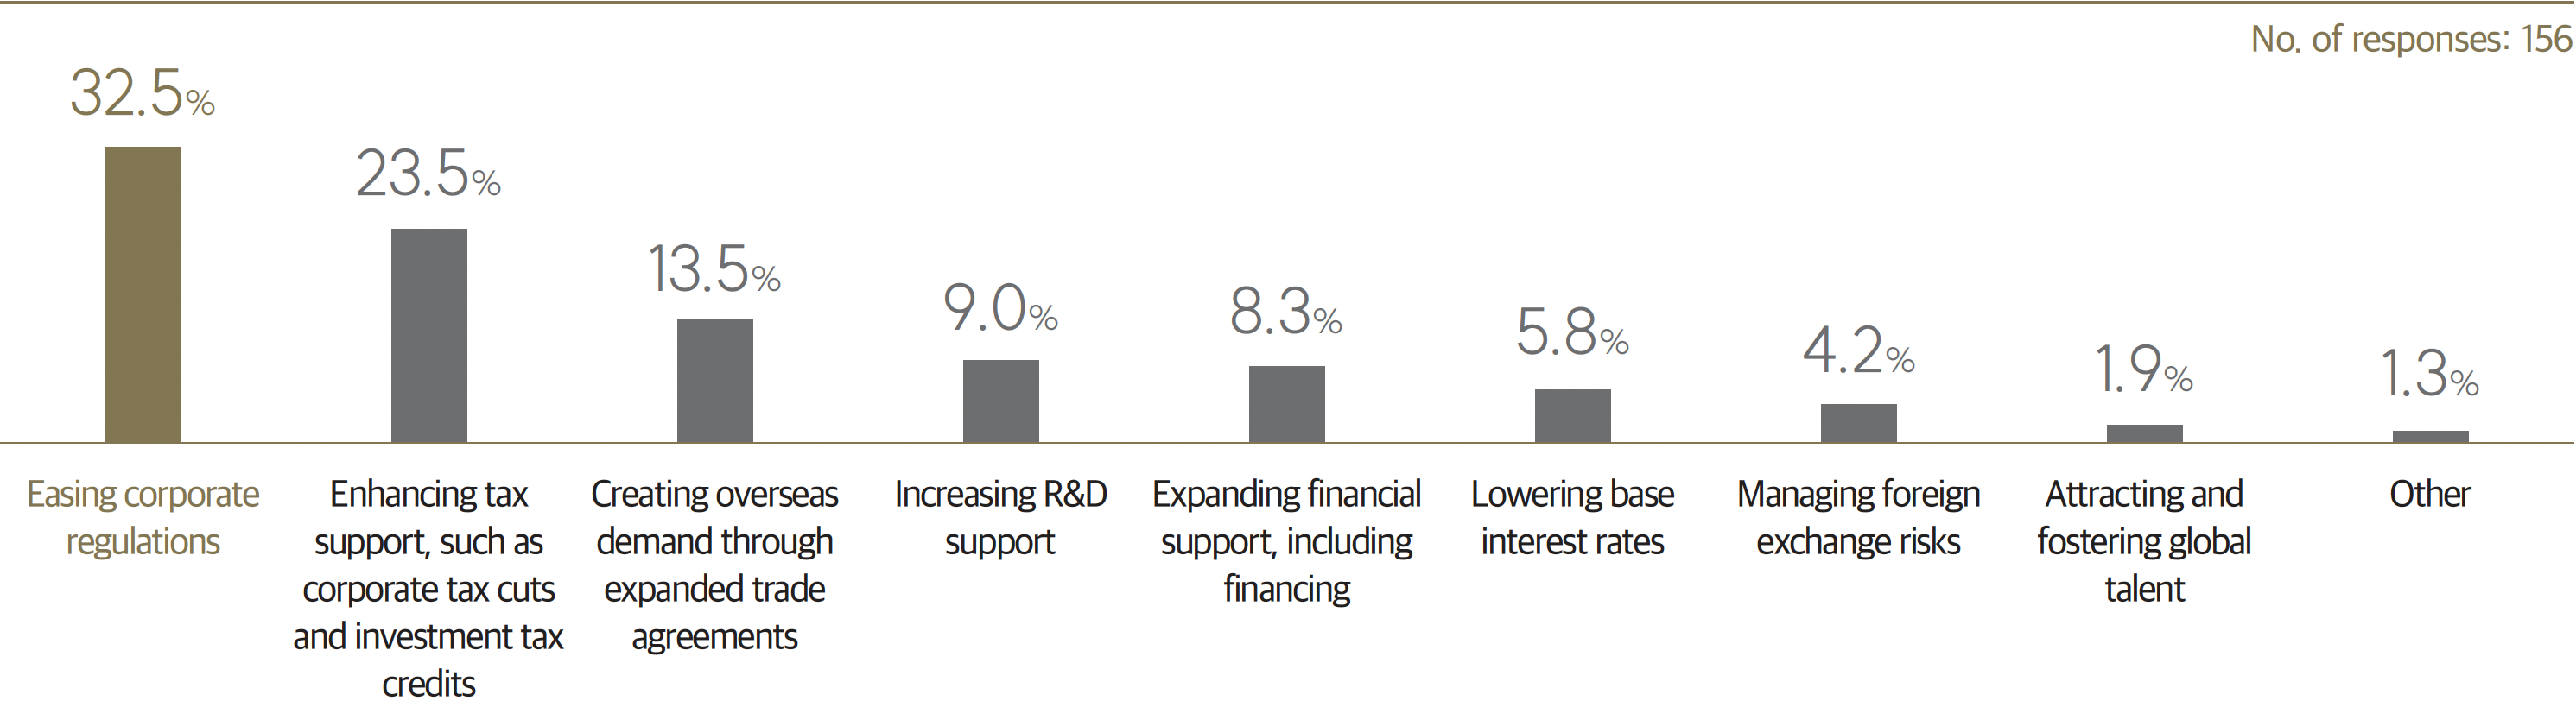 No. of responses: 156
32.5%
23.5%
13.5%
9.0%
8.3%
5.8%
4.2%
1.9%
1.3%
Easing corporate
regulations
Enhancing tax
support, such as
corporate tax cuts
and investment tax
credits
Creating overseas
demand through
expanded trade
agreements
Increasing R&D
support
Expanding financial
support, including
financing
Lowering base
interest rates
Managing foreign
exchange risks
Attracting and
fostering global
talent
Other